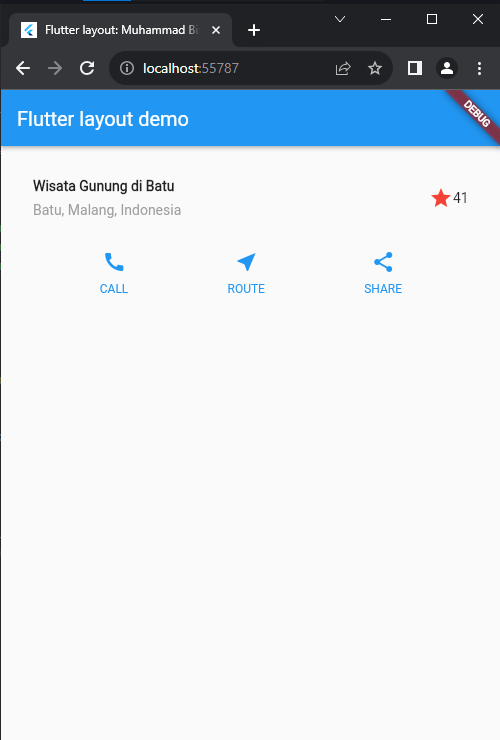 Flutter layout: Muhammad Bi
localhost:55787
Flutter layout demo
DEBUG
Wisata Gunung di Batu
Batu, Malang, Indonesia
41
CALL
ROUTE
SHARE